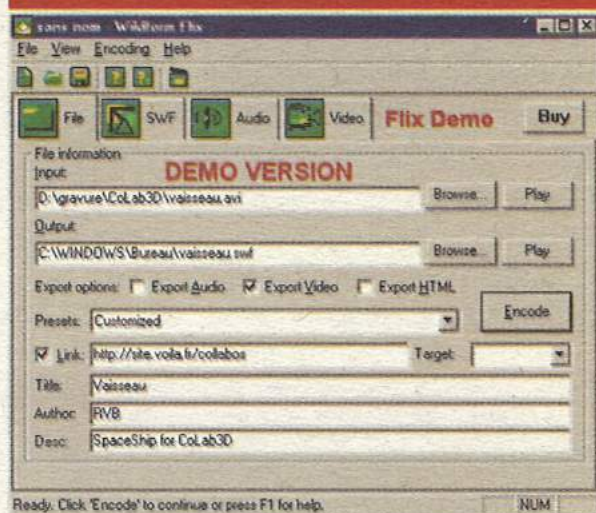 sans nom - Wildform Flix
File View Encoding Help
File SWF Audio Video Flix Demo Buy
File information
DEMO VERSION
Input:
D:\gravure\CoLab3D\vaisseau.avi Browse... Play
Output:
C:\WINDOWS\Bureau\vaisseau.swf Browse... Play
Export options: Export Audio Export Video Export HTML
Encode
Presets: Customized
Link: http://site.voila.fr/collabos Target:
Title: Vaisseau
Author: RVB
Desc: SpaceShip for CoLab3D
Ready. Click 'Encode' to continue or press F1 for help. NUM